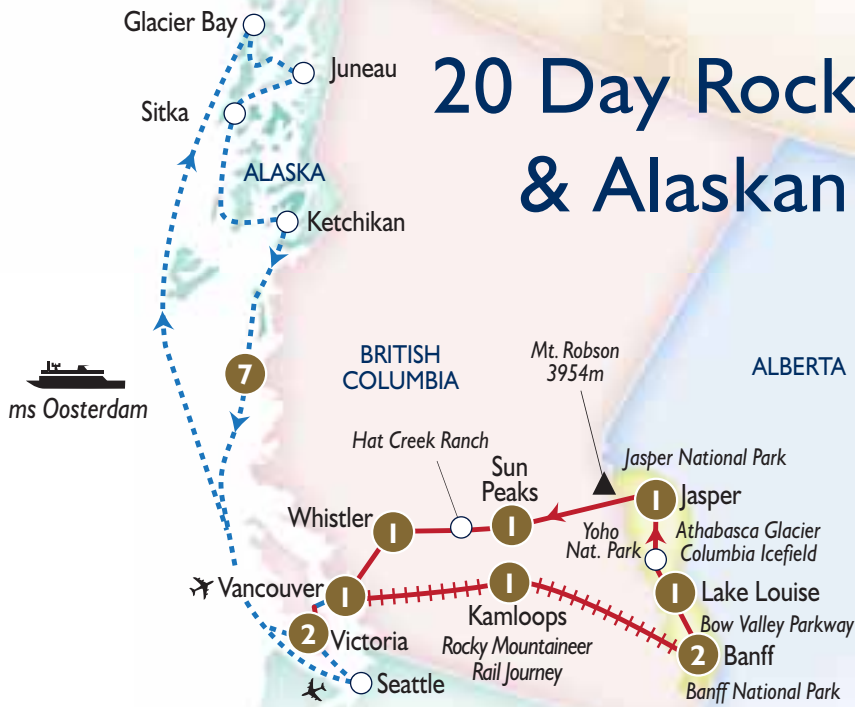 20 Day Rock
& Alaskan
Glacier Bay
Juneau
Sitka
ALASKA
Ketchikan
7
ms Oosterdam
BRITISH
COLUMBIA
Mt. Robson
3954m
ALBERTA
Hat Creek Ranch
Sun
Peaks
1
Jasper National Park
1
Jasper
Whistler
1
Yoho
Nat. Park
Athabasca Glacier
Columbia Icefield
Vancouver
1
1
Kamloops
Rocky Mountaineer
Rail Journey
1
Lake Louise
Bow Valley Parkway
2
Victoria
2
Banff
Banff National Park
Seattle